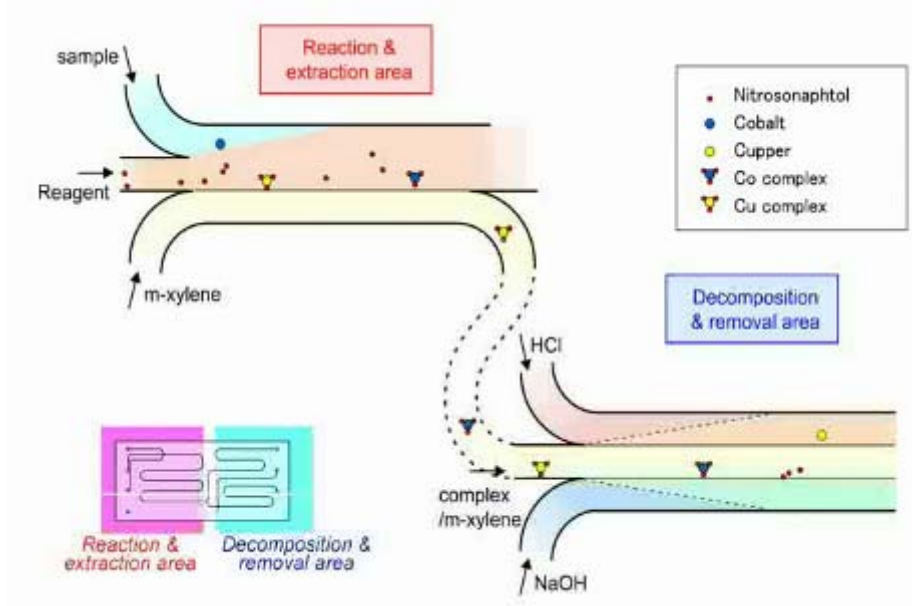 sample
Reaction &
extraction area
Reagent
m-xylene
Nitrosonaphtol
Cobalt
Cupper
Co complex
Cu complex
Decomposition
& removal area
HCl
complex
/m-xylene
NaOH
Reaction &
extraction area
Decomposition &
removal area